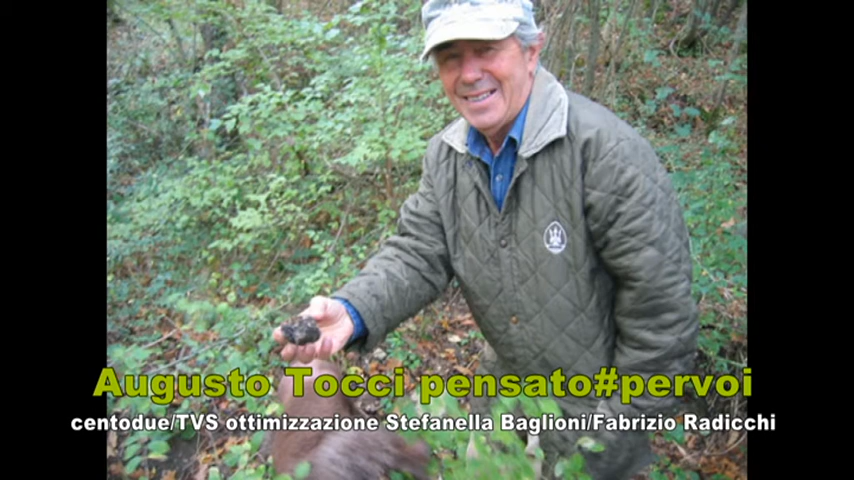 Augusto Tocci pensato#pervoi
centodue/TVS ottimizzazione Stefanella Baglioni/Fabrizio Radicchi